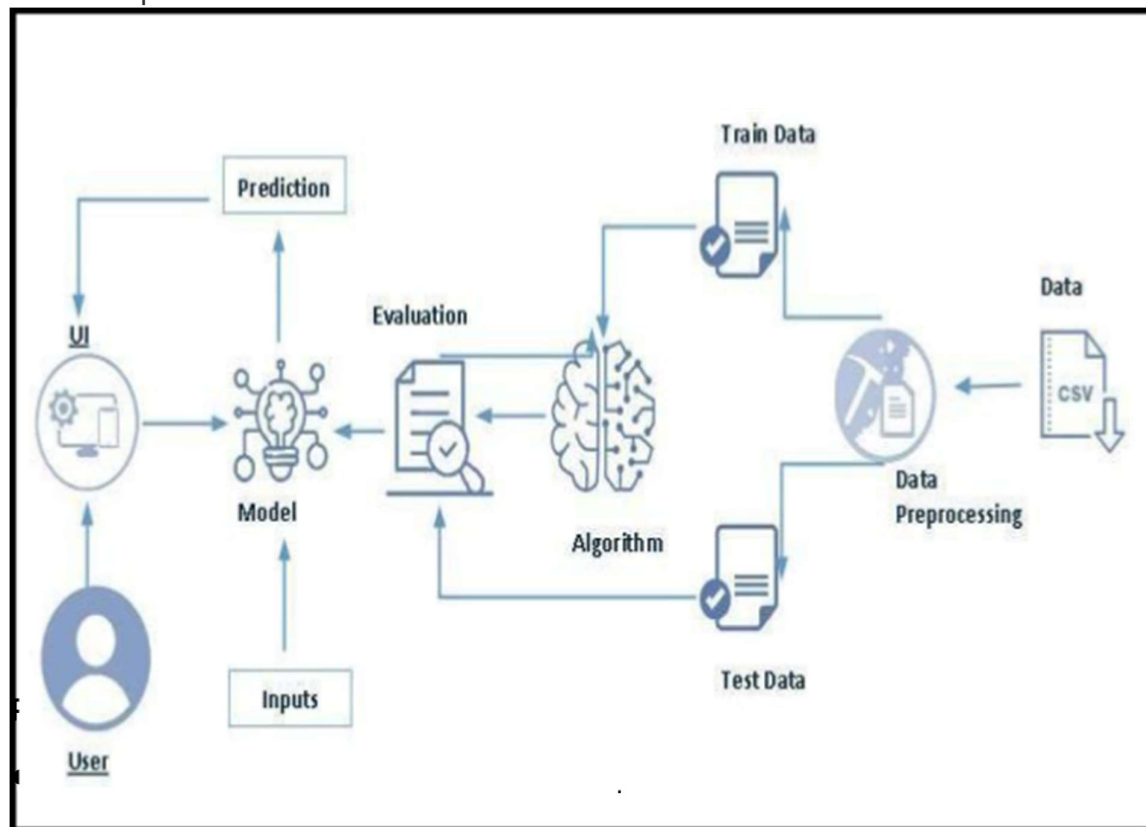 Train Data
Prediction
Data
Evaluation
UI
CSV
Model
Data
Preprocessing
Algorithm
Inputs
Test Data
User